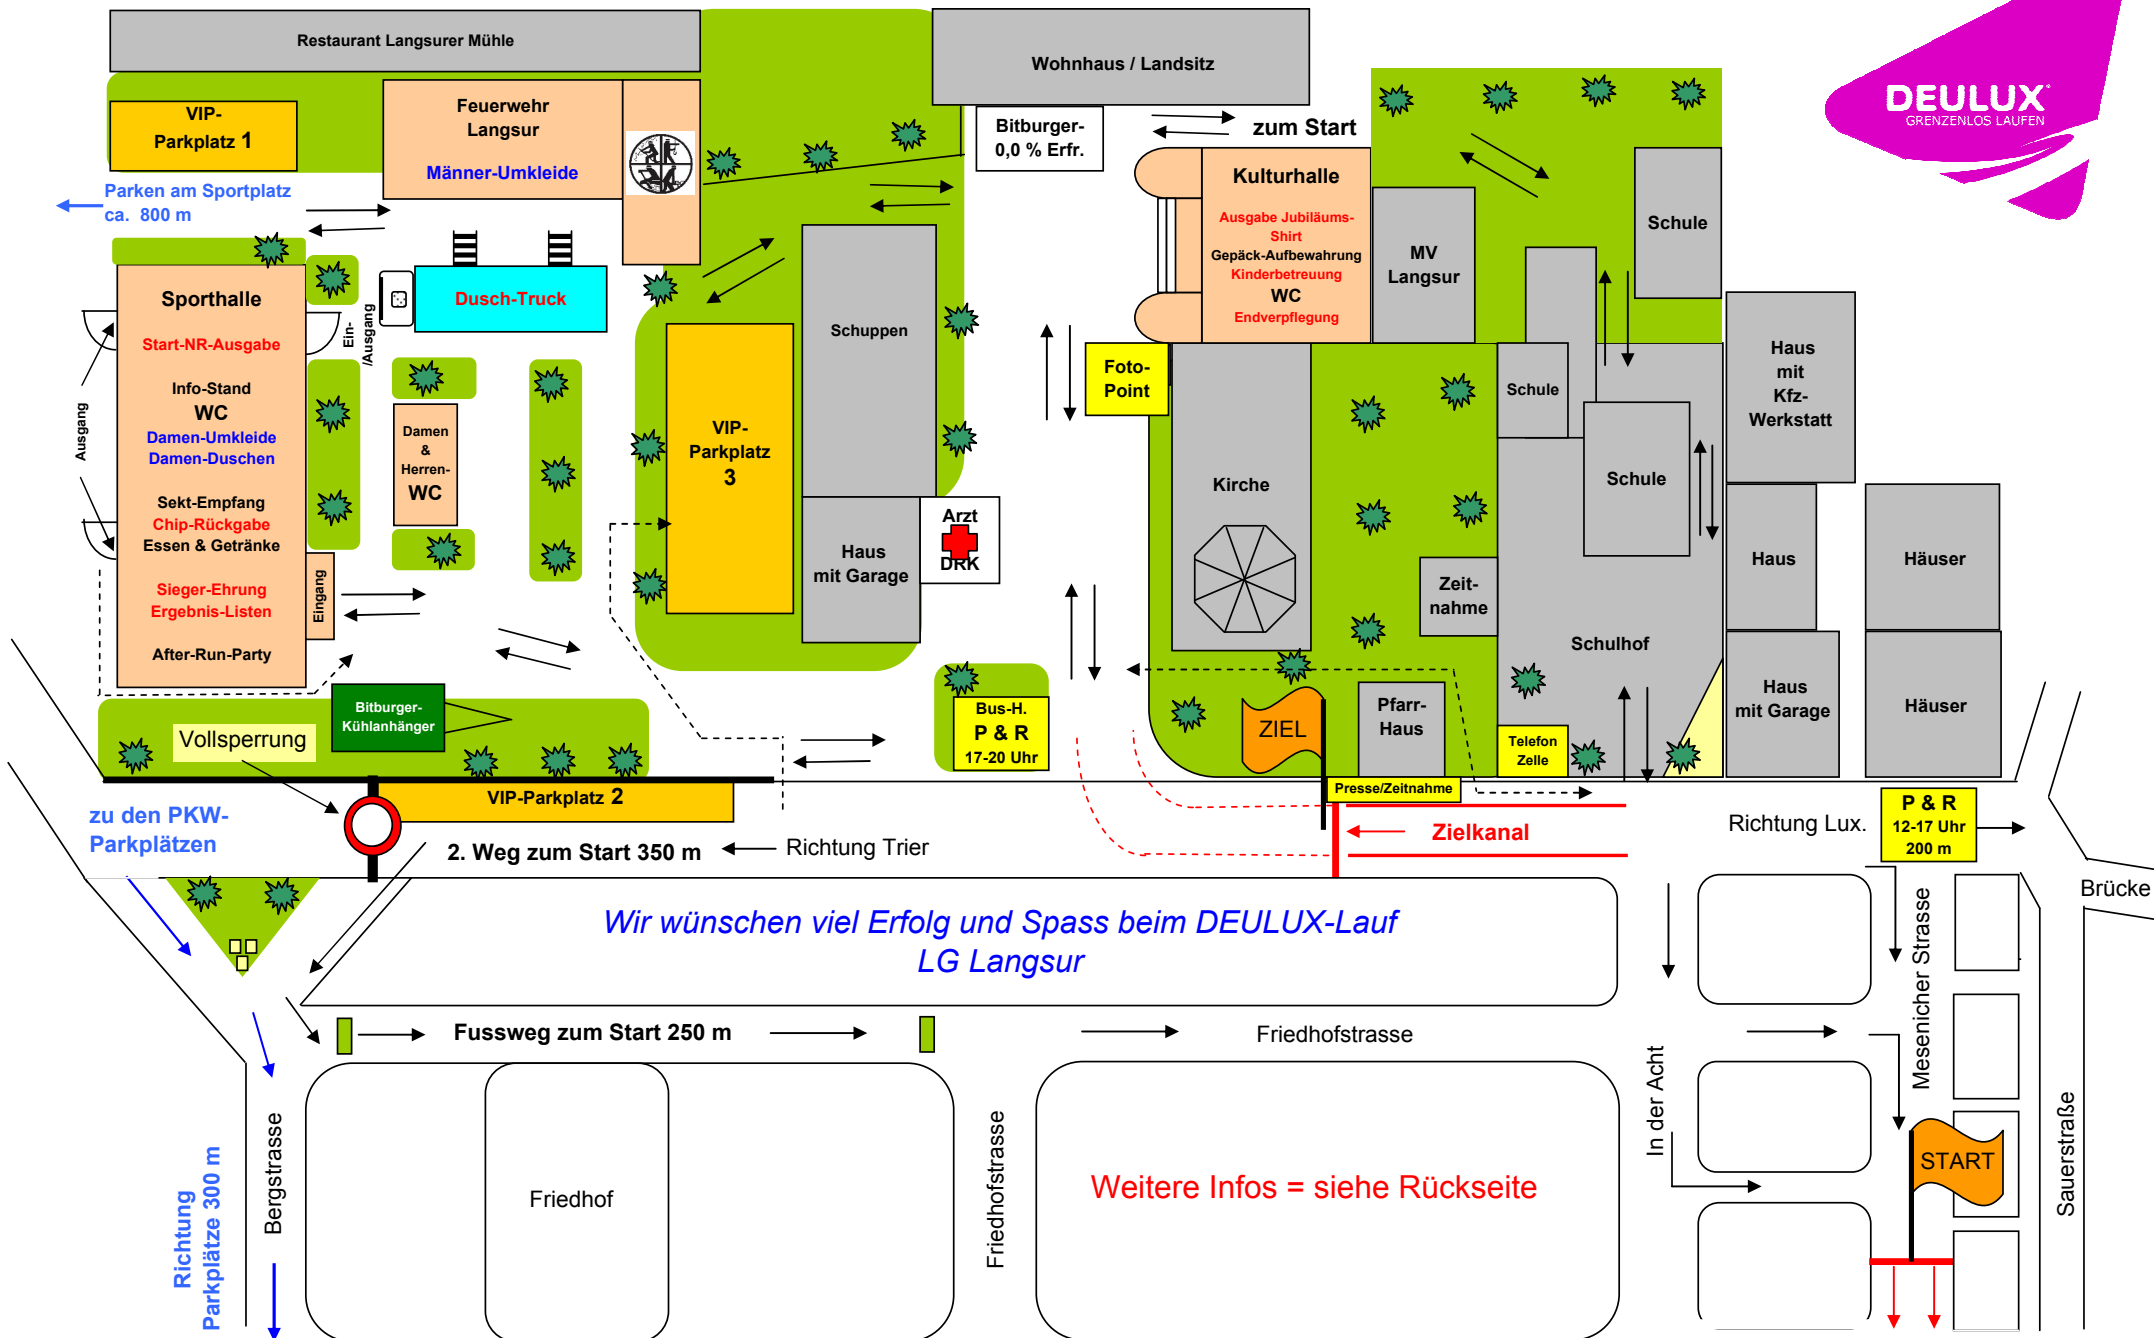 Restaurant Langsurer Mühle
Wohnhaus / Landsitz
DEULUX
GRENZENLOS LAUFEN
VIP-
Parkplatz 1
Feuerwehr
Langsur
Männer-Umkleide
Bitburger-
0,0 % Erfr.
zum Start
Parken am Sportplatz
ca. 800 m
Kulturhalle
Ausgabe Jubiläums-
Shirt
Gepäck-Aufbewahrung
Kinderbetreuung
WC
Endverpflegung
MV
Langsur
Schule
Sporthalle
Start-NR-Ausgabe
Info-Stand
WC
Damen-Umkleide
Damen-Duschen
Sekt-Empfang
Chip-Rückgabe
Essen & Getränke
Sieger-Ehrung
Ergebnis-Listen
After-Run-Party
Ausgang
Ein-
/Ausgang
Eingang
Dusch-Truck
Damen
&
Herren-
WC
Schuppen
VIP-
Parkplatz
3
Haus
mit Garage
Arzt
DRK
Foto-
Point
Kirche
Schule
Schule
Zeit-
nahme
Schulhof
Haus
mit
Kfz-
Werkstatt
Haus
Häuser
Haus
mit Garage
Häuser
Bitburger-
Kühlanhänger
Vollsperrung
Bus-H.
P & R
17-20 Uhr
ZIEL
Pfarr-
Haus
Telefon
Zelle
Presse/Zeitnahme
VIP-Parkplatz 2
zu den PKW-
Parkplätzen
2. Weg zum Start 350 m
Richtung Trier
Zielkanal
Richtung Lux.
P & R
12-17 Uhr
200 m
Brücke
Wir wünschen viel Erfolg und Spass beim DEULUX-Lauf
LG Langsur
Fussweg zum Start 250 m
Friedhofstrasse
Mesenicher Strasse
In der Acht
Bergstrasse
Richtung
Parkplätze 300 m
Friedhof
Friedhofstrasse
Weitere Infos = siehe Rückseite
START
Sauerstraße